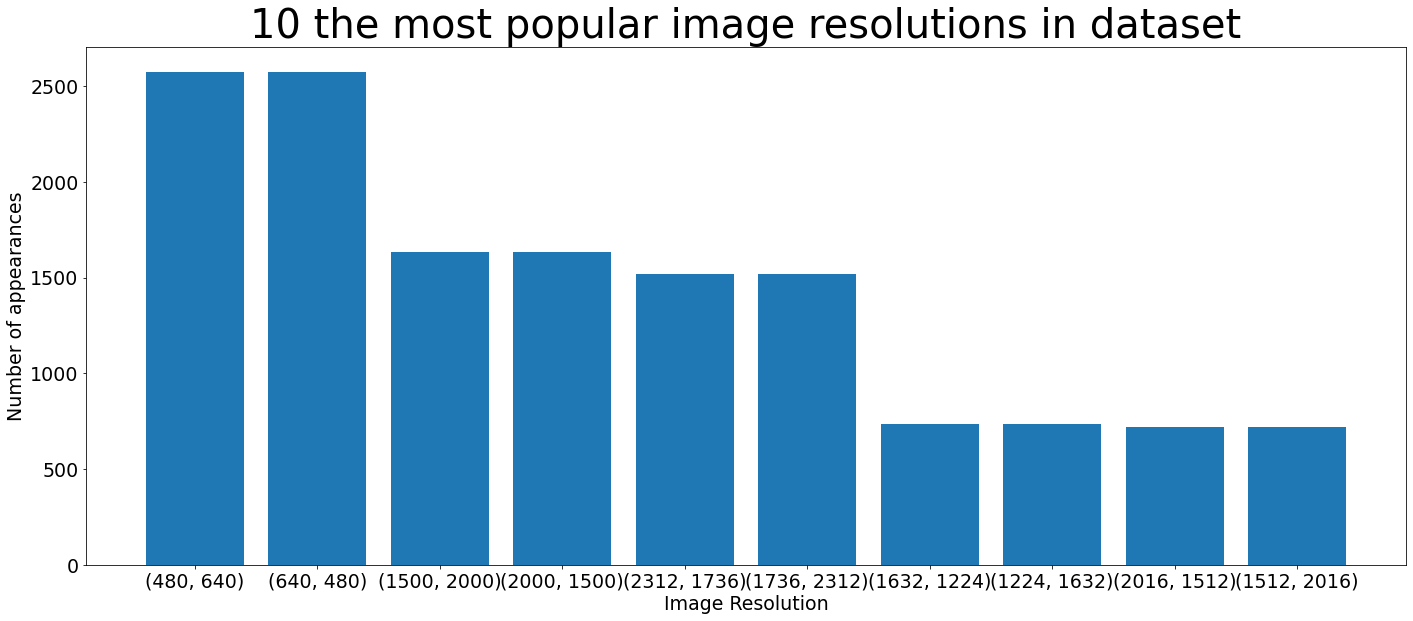 10 the most popular image resolutions in dataset
2500
2000
1500
1000
500
0
Number of appearances
(480, 640) (640, 480) (1500, 2000) (2000, 1500) (2312, 1736) (1736, 2312) (1632, 1224) (1224, 1632) (2016, 1512) (1512, 2016)
Image Resolution